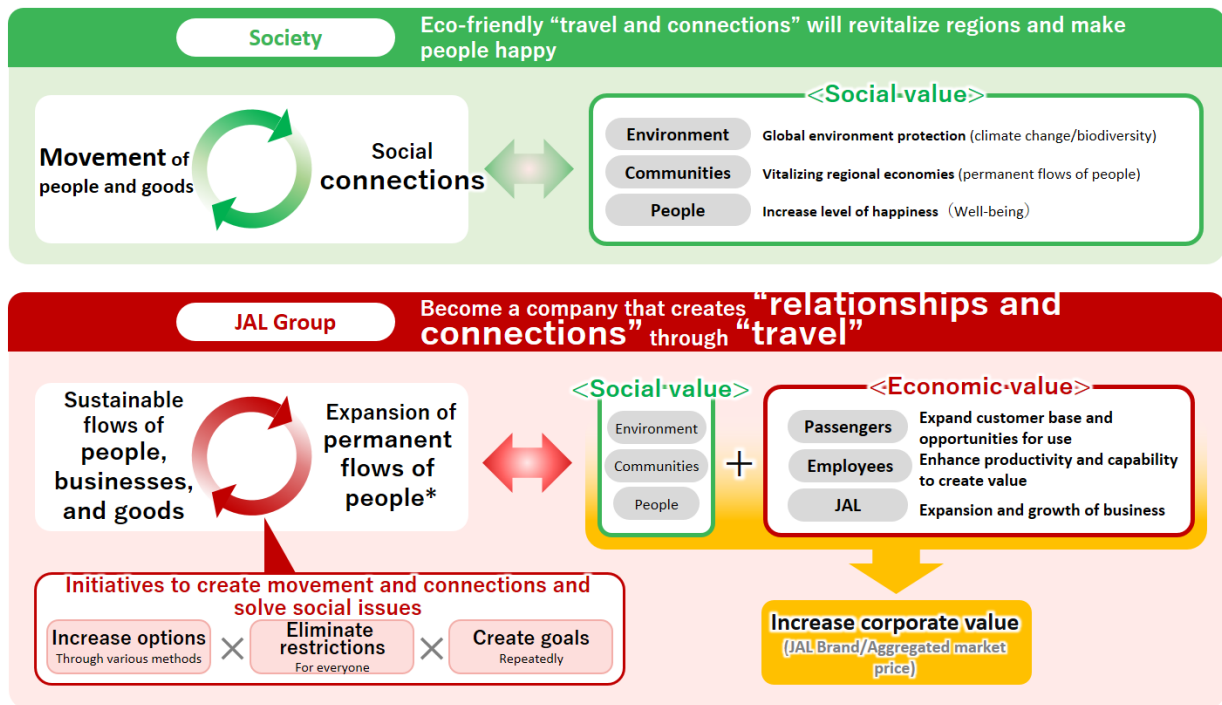 Society
Eco-friendly “travel and connections” will revitalize regions and make
people happy
Movement of
people and goods
Social
connections
<Social value>
Environment
Global environment protection (climate change/biodiversity)
Communities
Vitalizing regional economies (permanent flows of people)
People
Increase level of happiness（Well-being）
JAL Group
Become a company that creates “relationships and
connections” through “travel”
Sustainable
flows of
people,
businesses,
and goods
Expansion of
permanent
flows of
people*
<Social value>
Environment
Communities
People
+
<Economic value>
Passengers
Expand customer base and
opportunities for use
Employees
Enhance productivity and capability
to create value
JAL
Expansion and growth of business
Initiatives to create movement and connections and
solve social issues
Increase options
Through various methods
×
Eliminate
restrictions
For everyone
×
Create goals
Repeatedly
Increase corporate value
(JAL Brand/Aggregated market
price)